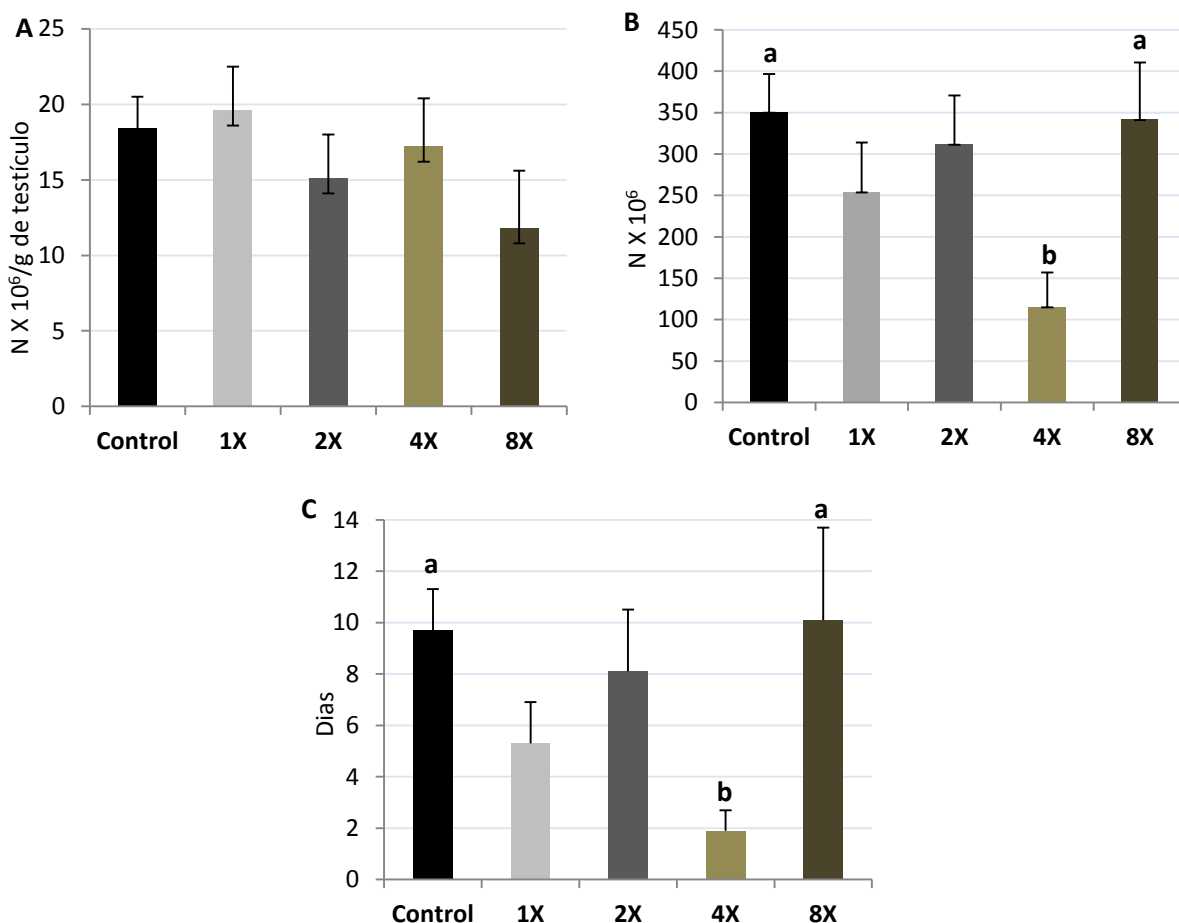 A
25
20
15
10
5
0
N X 10⁶/g de testículo
Control 1X 2X 4X 8X
B
450
400
350
300
250
200
150
100
50
0
N X 10⁶
a
b
a
Control 1X 2X 4X 8X
C
14
12
10
8
6
4
2
0
Dias
a
b
a
Control 1X 2X 4X 8X